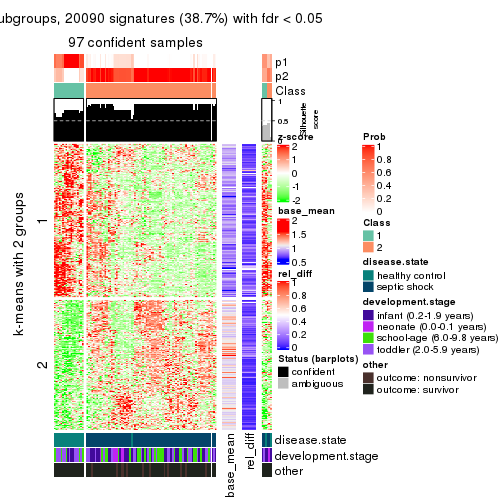 ubgroups, 20090 signatures (38.7%) with fdr < 0.05
97 confident samples
p1
p2
Class
1
0.5
0
Silhouette
score
k-means with 2 groups
1
2
z-score
2
1
0
-1
-2
base_mean
2
1.5
1
0.5
rel_diff
1
0.8
0.6
0.4
0.2
0
Status (barplots)
confident
ambiguous
Prob
1
0.8
0.6
0.4
0.2
0
Class
1
2
disease.state
healthy control
septic shock
development.stage
infant (0.2-1.9 years)
neonate (0.0-0.1 years)
school-age (6.0-9.8 years)
toddler (2.0-5.9 years)
other
outcome: nonsurvivor
outcome: survivor
disease.state
development.stage
other
base_mean
rel_diff